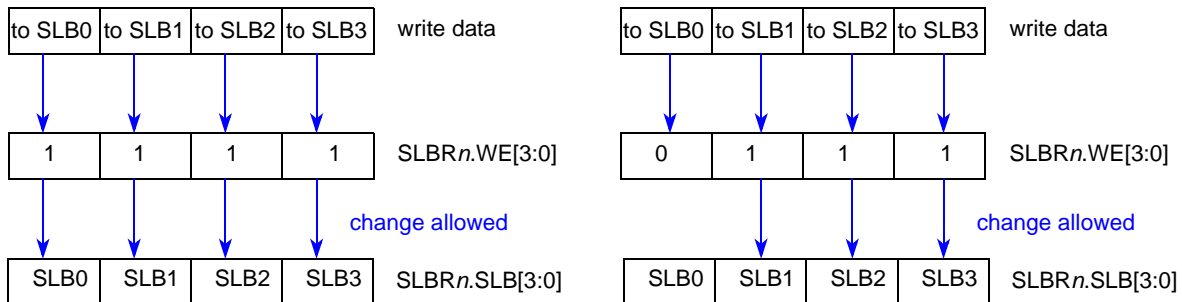 to SLB0 to SLB1 to SLB2 to SLB3 write data
1 1 1 1 SLBRn.WE[3:0]
change allowed
SLB0 SLB1 SLB2 SLB3 SLBRn.SLB[3:0]
to SLB0 to SLB1 to SLB2 to SLB3 write data
0 1 1 1 SLBRn.WE[3:0]
change allowed
SLB0 SLB1 SLB2 SLB3 SLBRn.SLB[3:0]